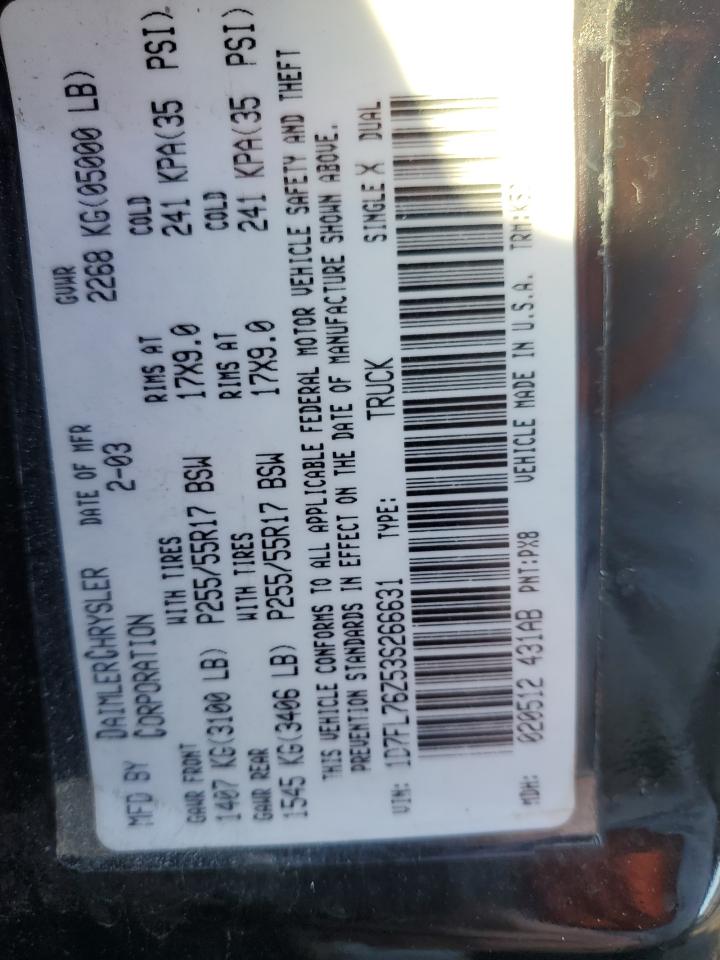 MFD BY DAIMLERCHRYSLER CORPORATION DATE OF MFR 2-03 GVWR 2268 KG(05000 LB)
GAWR FRONT WITH TIRES RIMS AT COLD
1407 KG(3100 LB) P255/55R17 BSW 17X9.0 241 KPA(35 PSI)
GAWR REAR WITH TIRES RIMS AT COLD
1545 KG(3406 LB) P255/55R17 BSW 17X9.0 241 KPA(35 PSI)
THIS VEHICLE CONFORMS TO ALL APPLICABLE FEDERAL MOTOR VEHICLE SAFETY AND THEFT
PREVENTION STANDARDS IN EFFECT ON THE DATE OF MANUFACTURE SHOWN ABOVE.
VIN: 1D7FL76Z53S266631 TYPE: TRUCK SINGLE X DUAL
MDH: 020512 431AB PNT:PX8 VEHICLE MADE IN U.S.A.